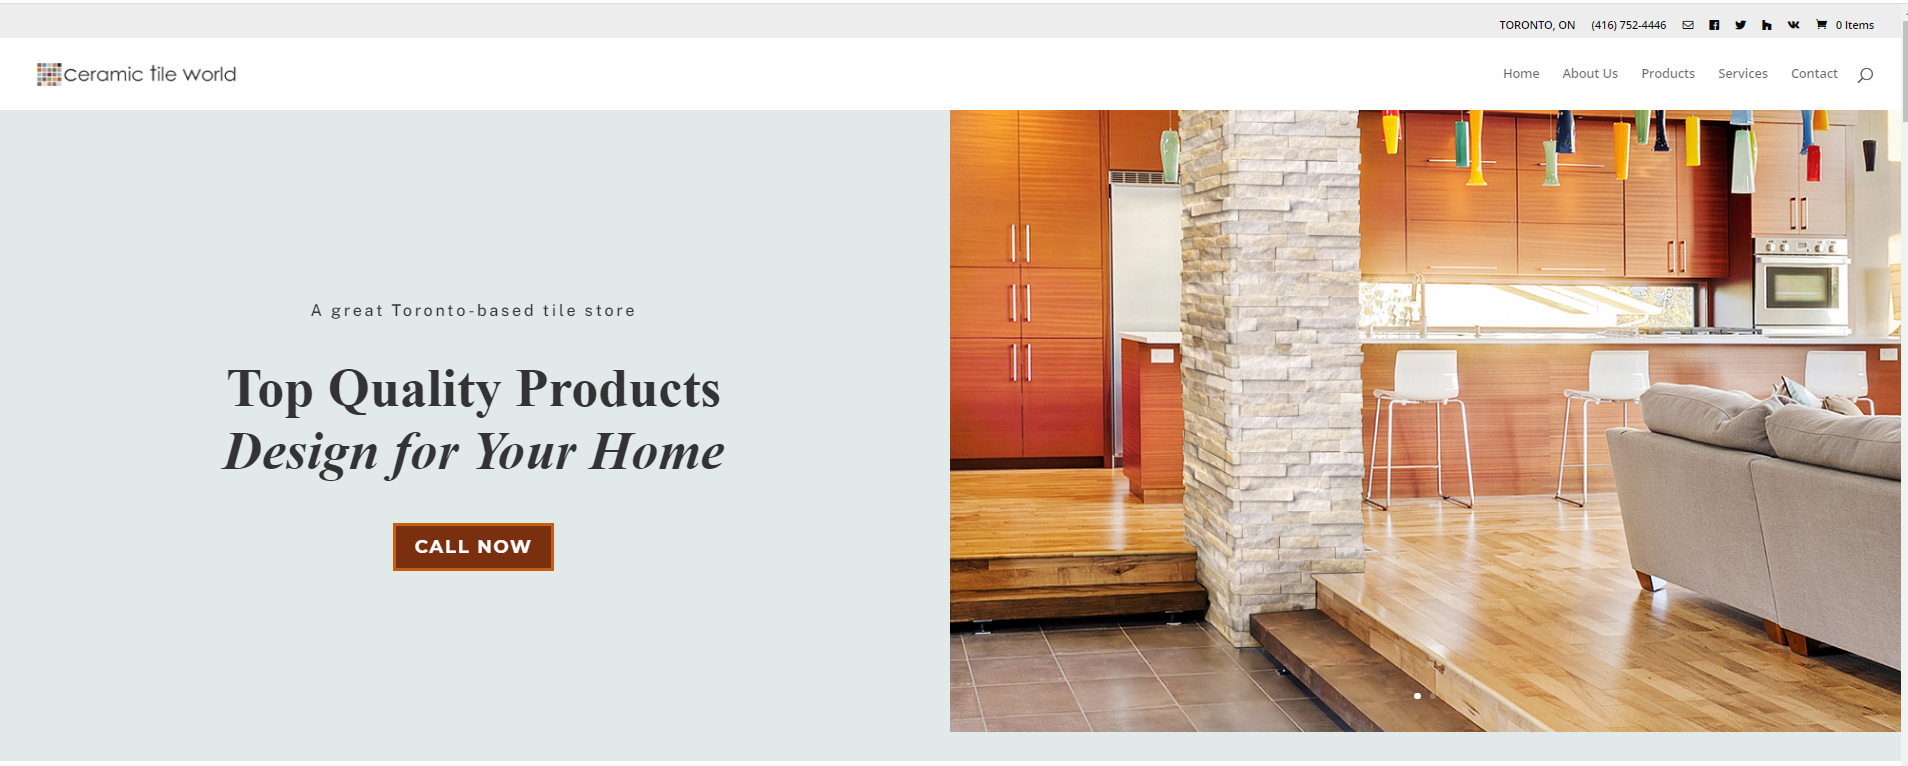 TORONTO, ON (416) 752-4446 0 Items
Ceramic tile world
Home About Us Products Services Contact
A great Toronto-based tile store
Top Quality Products
Design for Your Home
CALL NOW